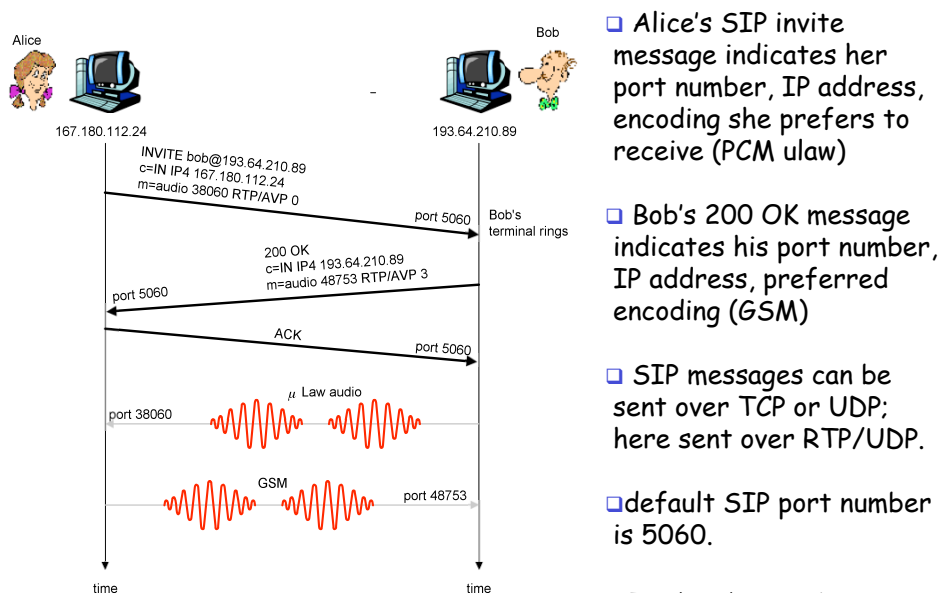 Alice
Bob
167.180.112.24
193.64.210.89
INVITE bob@193.64.210.89
c=IN IP4 167.180.112.24
m=audio 38060 RTP/AVP 0
port 5060
Bob's
terminal rings
200 OK
c=IN IP4 193.64.210.89
m=audio 48753 RTP/AVP 3
port 5060
ACK
port 5060
μ Law audio
port 38060
GSM
port 48753
time
time
Alice's SIP invite
message indicates her
port number, IP address,
encoding she prefers to
receive (PCM ulaw)
Bob's 200 OK message
indicates his port number,
IP address, preferred
encoding (GSM)
SIP messages can be
sent over TCP or UDP;
here sent over RTP/UDP.
default SIP port number
is 5060.